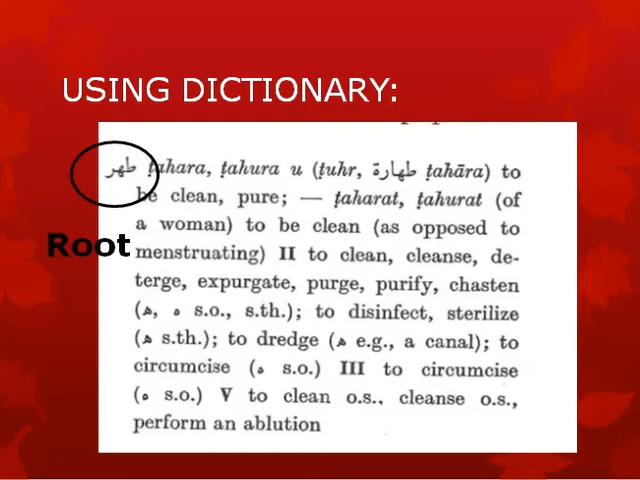 USING DICTIONARY:
طهر ṭahara, ṭahura u (ṭuhr, طهارة ṭahāra) to
be clean, pure; — ṭaharat, ṭahurat (of
a woman) to be clean (as opposed to
Root
menstruating) II to clean, cleanse, de-
terge, expurgate, purge, purify, chasten
(ه‍, ه s.o., s.th.); to disinfect, sterilize
(ه‍ s.th.); to dredge (ه‍ e.g., a canal); to
circumcise (ه s.o.) III to circumcise
(ه s.o.) V to clean o.s., cleanse o.s.,
perform an ablution